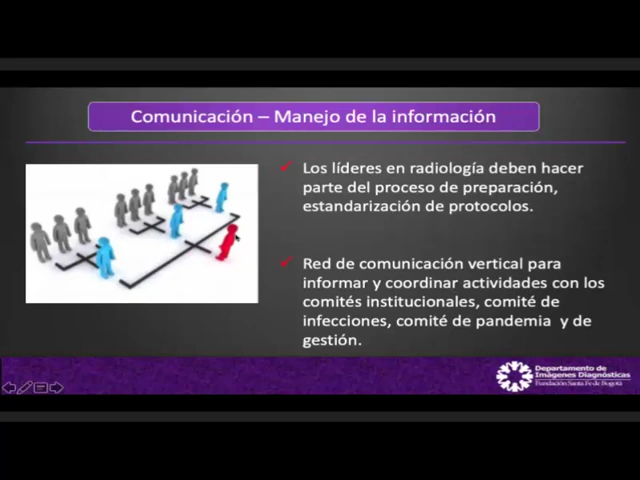 Comunicación – Manejo de la información
Los líderes en radiología deben hacer
parte del proceso de preparación,
estandarización de protocolos.
Red de comunicación vertical para
informar y coordinar actividades con los
comités institucionales, comité de
infecciones, comité de pandemia y de
gestión.
Departamento de
Imágenes Diagnósticas
Fundación Santa Fe de Bogotá